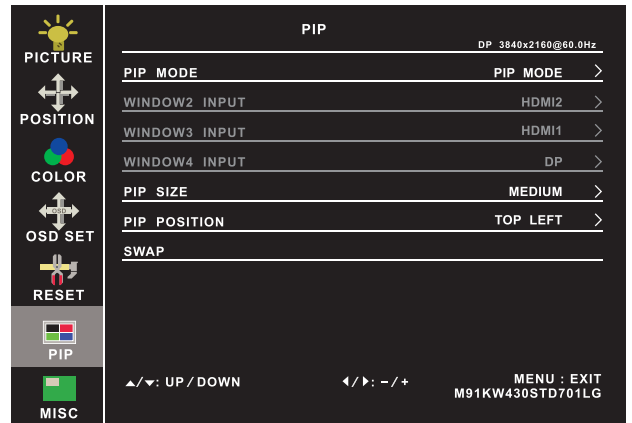 PICTURE
POSITION
COLOR
OSD
OSD SET
RESET
PIP
MISC
PIP
DP 3840x2160@60.0Hz
PIP MODE PIP MODE >
WINDOW2 INPUT HDMI2 >
WINDOW3 INPUT HDMI1 >
WINDOW4 INPUT DP >
PIP SIZE MEDIUM >
PIP POSITION TOP LEFT >
SWAP
▲/▼: UP/DOWN ◀/▶: −/+ MENU : EXIT
M91KW430STD701LG